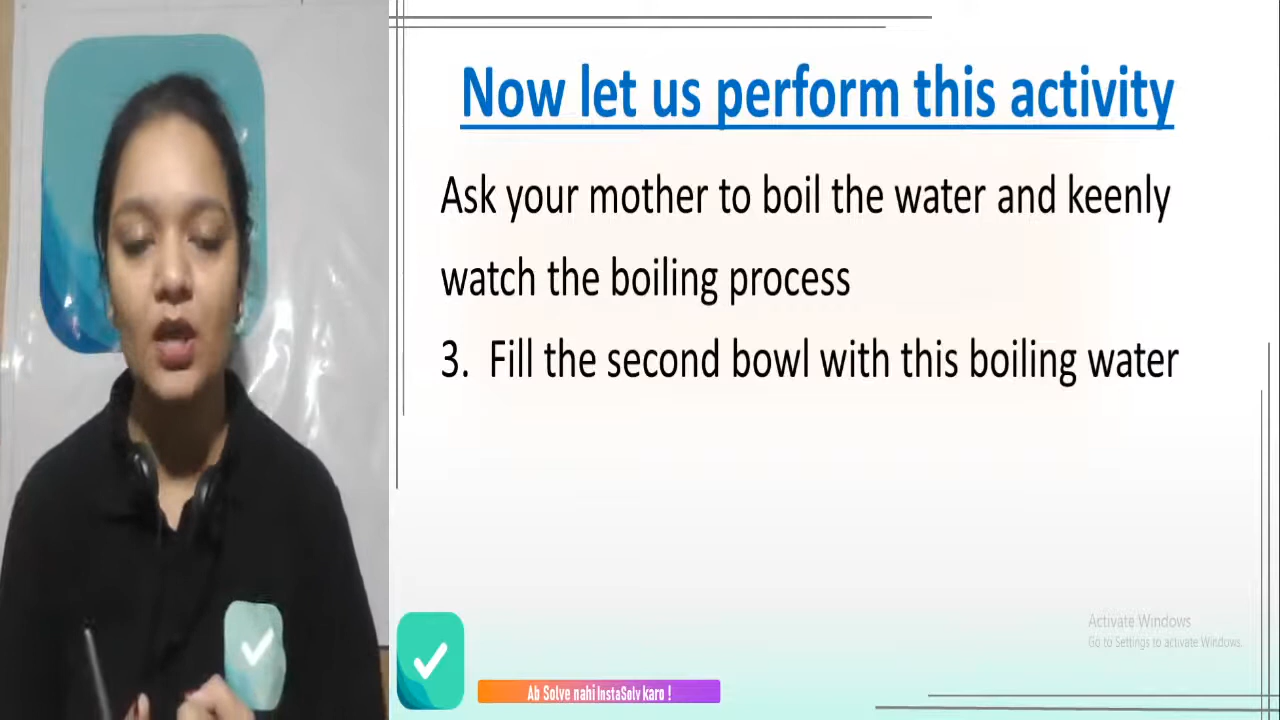 Now let us perform this activity
Ask your mother to boil the water and keenly
watch the boiling process
3. Fill the second bowl with this boiling water
Activate Windows
Go to Settings to activate Windows.
Ab Solve nahi InstaSolv karo !